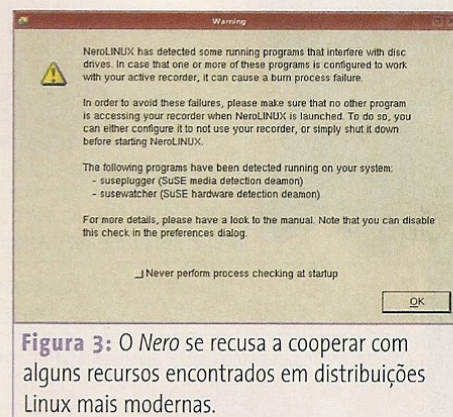 Warning
NeroLINUX has detected some running programs that interfere with disc
drives. In case that one or more of these programs is configured to work
with your active recorder, it can cause a burn process failure.
In order to avoid these failures, please make sure that no other program
is accessing your recorder when NeroLINUX is launched. To do so, you
can either configure it to not use your recorder, or simply shut it down
before starting NeroLINUX.
The following programs have been detected running on your system:
- suseplugger (SuSE media detection deamon)
- susewatcher (SuSE hardware detection deamon)
For more details, please have a look to the manual. Note that you can disable
this check in the preferences dialog.
Never perform process checking at startup
OK
Figura 3: O Nero se recusa a cooperar com
alguns recursos encontrados em distribuições
Linux mais modernas.